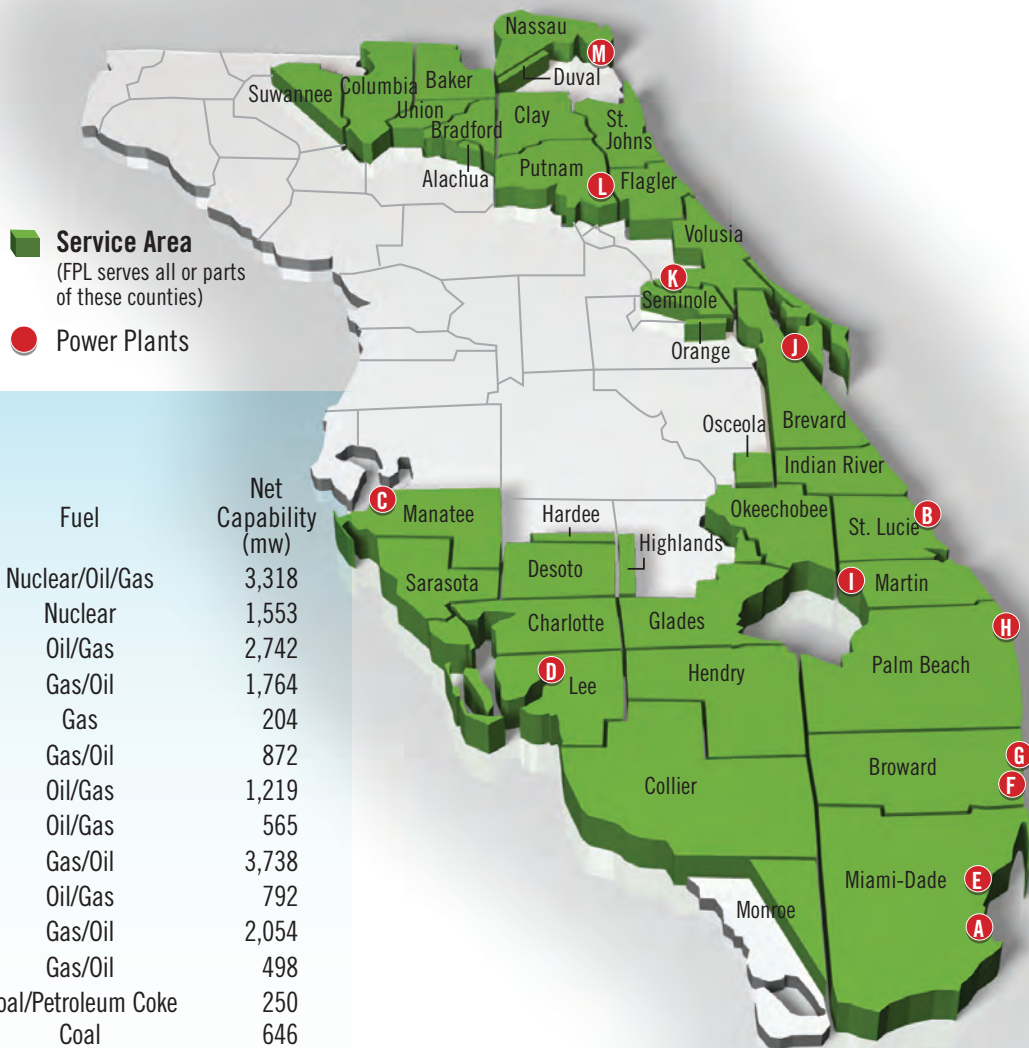 Nassau
M
Duval
Suwannee
Columbia
Baker
Union
Bradford
Clay
St.
Johns
Alachua
Putnam
L
Flagler
Service Area
(FPL serves all or parts
of these counties)
Power Plants
Volusia
K
Seminole
Orange
J
Osceola
Brevard
Indian River
C
Manatee
Hardee
Okeechobee
St. Lucie
B
Highlands
Sarasota
Desoto
I
Martin
Charlotte
Glades
H
D
Lee
Hendry
Palm Beach
G
Broward
F
Collier
Miami-Dade
E
Monroe
A
Fuel
Net
Capability
(mw)
Nuclear/Oil/Gas 3,318
Nuclear 1,553
Oil/Gas 2,742
Gas/Oil 1,764
Gas 204
Gas/Oil 872
Oil/Gas 1,219
Oil/Gas 565
Gas/Oil 3,738
Oil/Gas 792
Gas/Oil 2,054
Gas/Oil 498
oal/Petroleum Coke 250
Coal 646